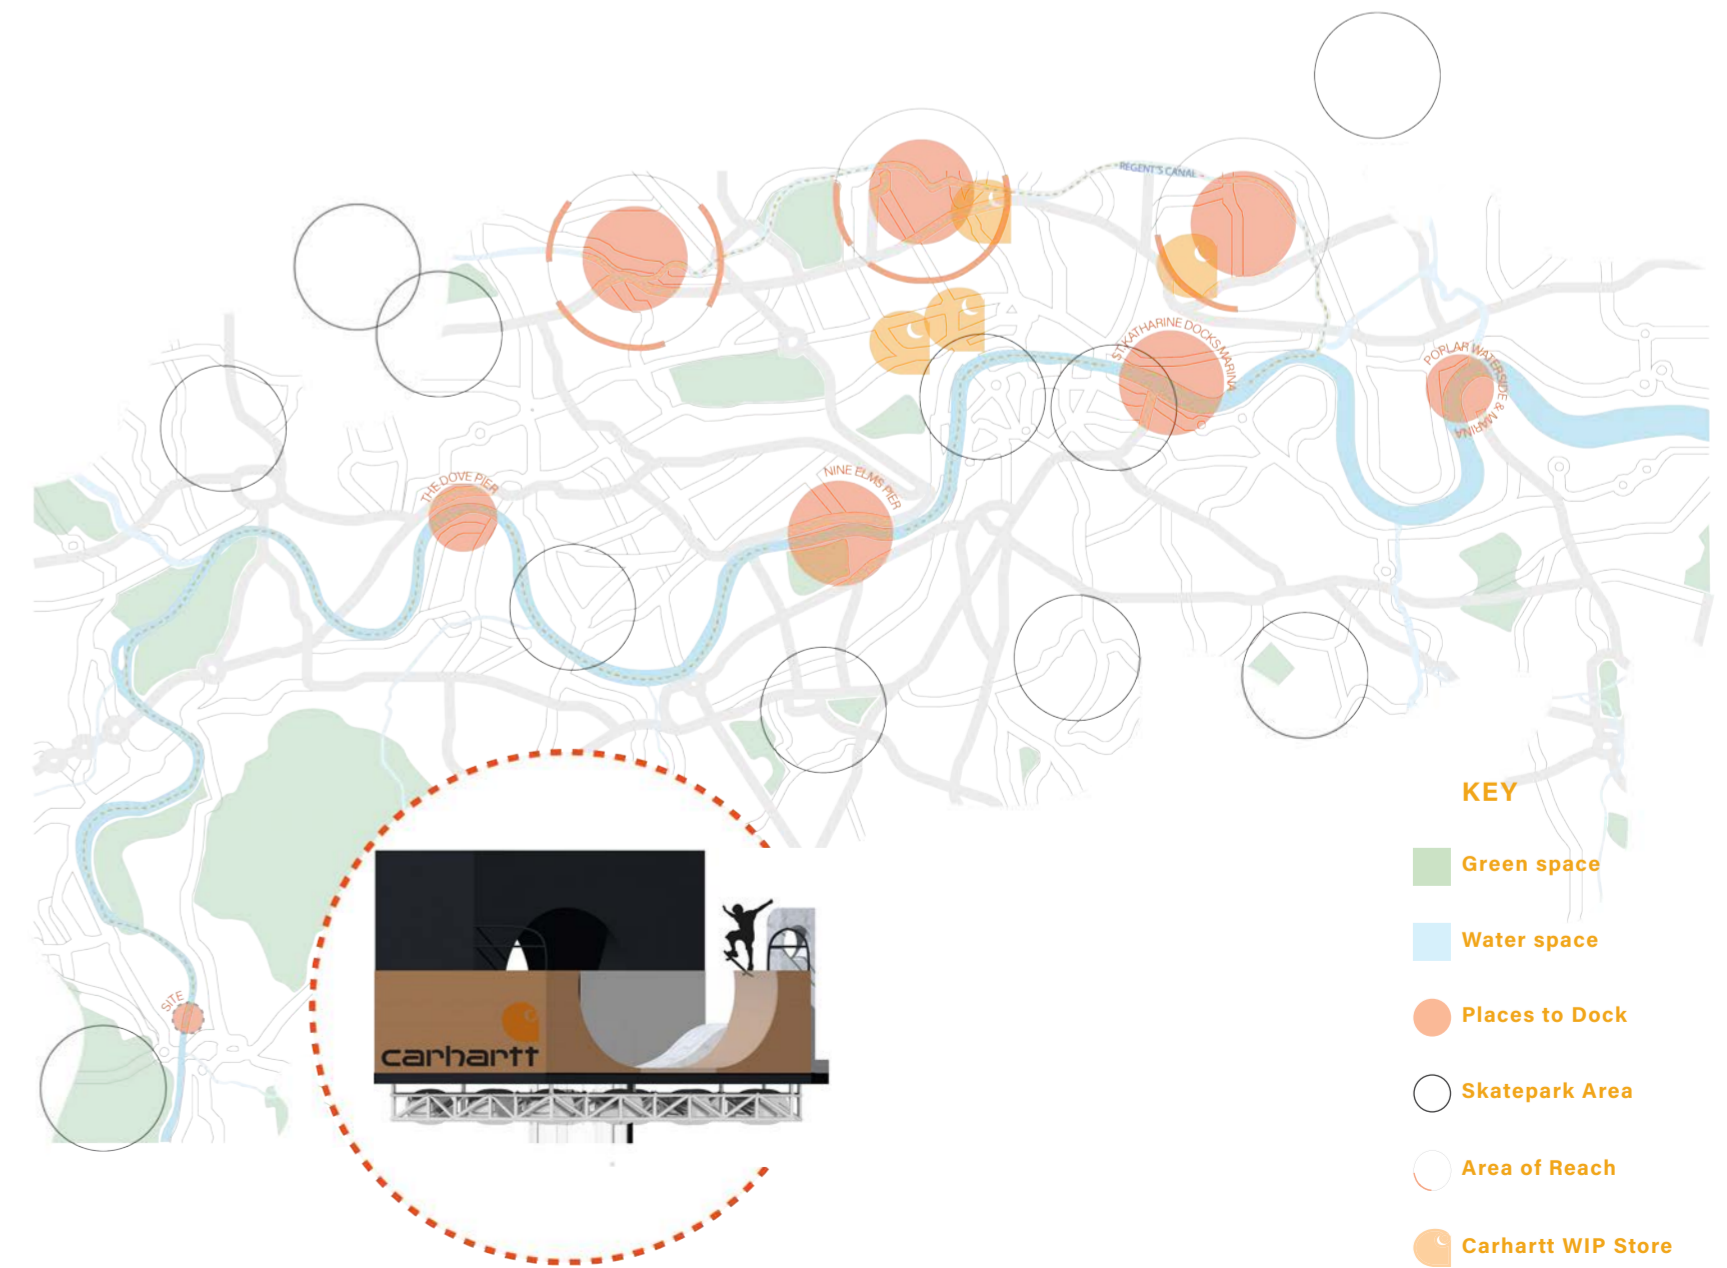 REGENT'S CANAL
ST KATHARINE DOCKS MARINA
POPLAR WATERSIDE & MARINA
THE DOVE PIER
NINE ELMS PIER
SITE
carhartt
KEY
Green space
Water space
Places to Dock
Skatepark Area
Area of Reach
Carhartt WIP Store